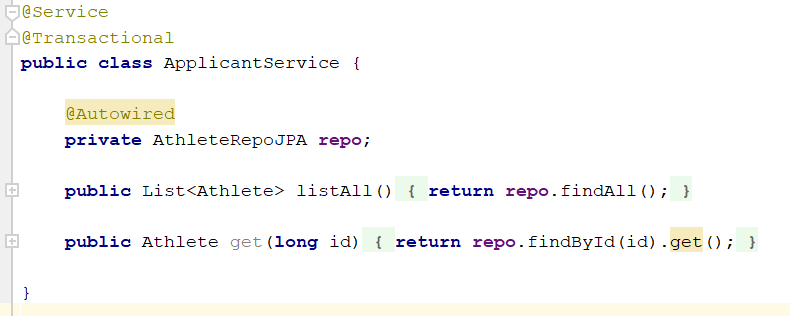 @Service
@Transactional
public class ApplicantService {
@Autowired
private AthleteRepoJPA repo;
public List<Athlete> listAll() { return repo.findAll(); }
public Athlete get(long id) { return repo.findById(id).get(); }
}